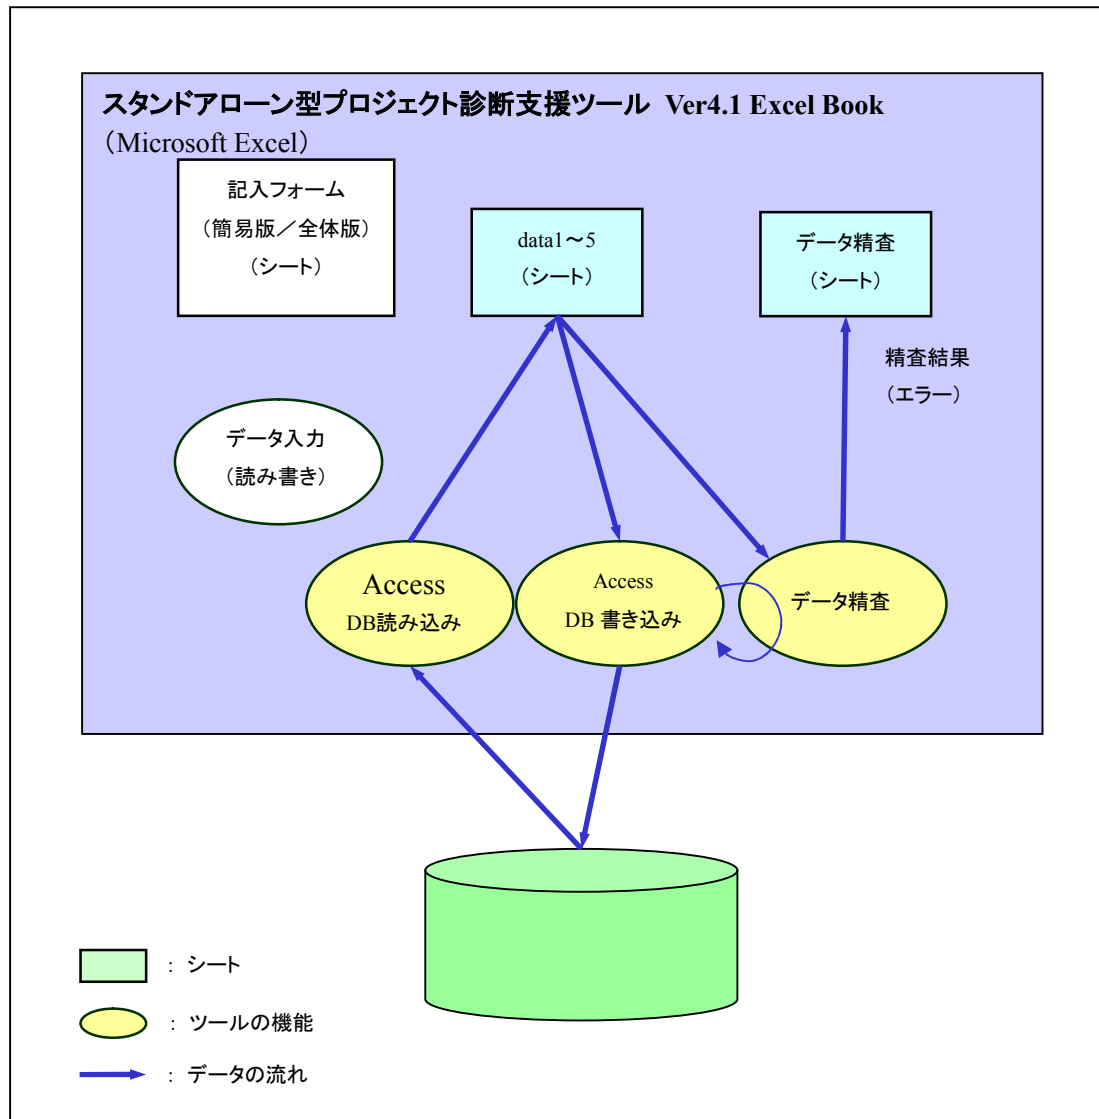 スタンドアローン型プロジェクト診断支援ツール Ver4.1 Excel Book
(Microsoft Excel)
記入フォーム
(簡易版/全体版)
(シート)
data1~5
(シート)
データ精査
(シート)
精査結果
(エラー)
データ入力
(読み書き)
Access
DB読み込み
Access
DB 書き込み
データ精査
: シート
: ツールの機能
: データの流れ